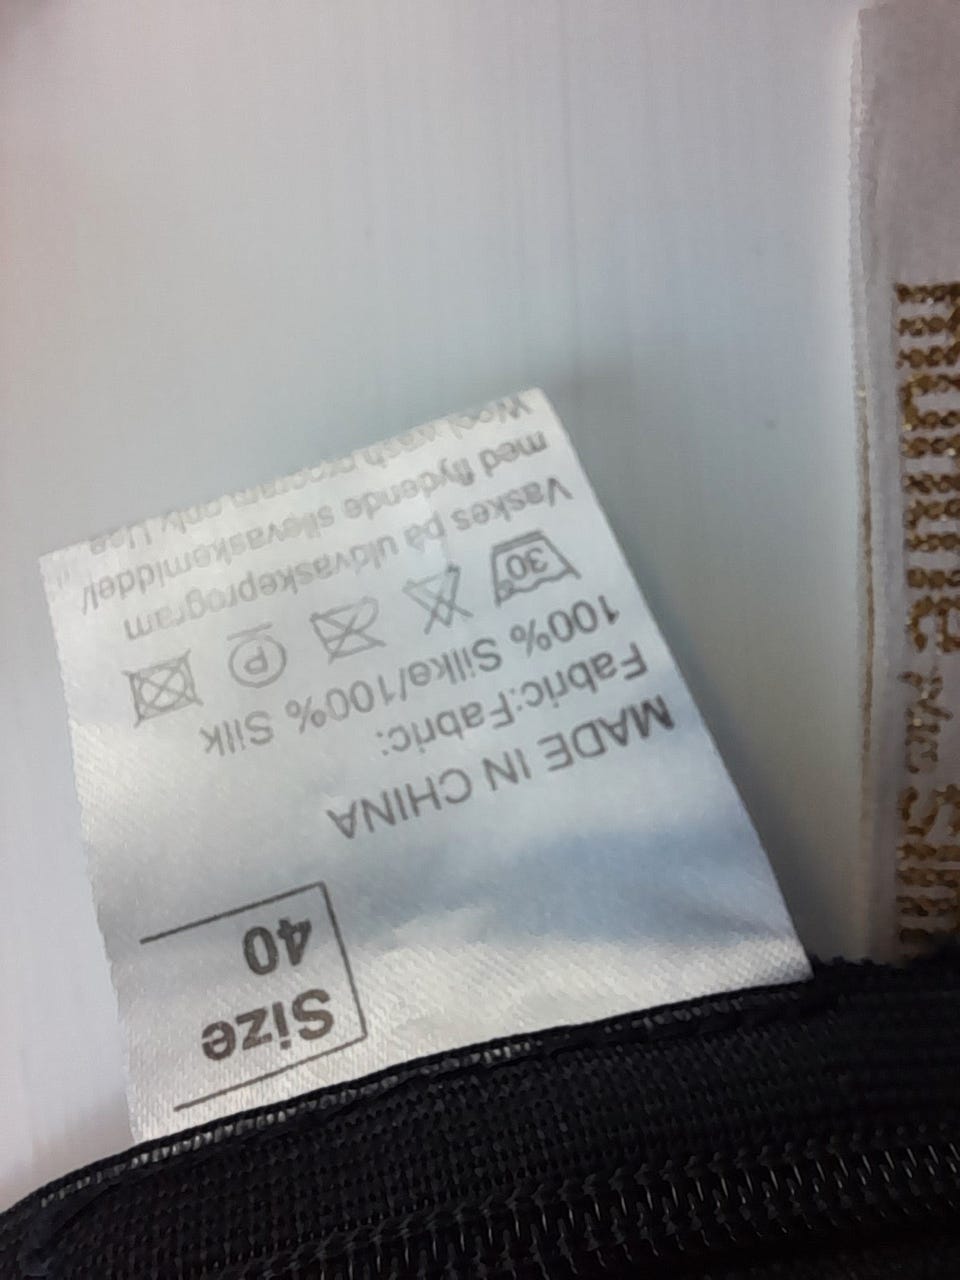 Size
40
MADE IN CHINA
Fabric:Fabric:
100% Silke/100% Silk
30
P
Vaskes på uldvaskeprogram
med flydende silevaskemiddel/
Wool wash program only. Use